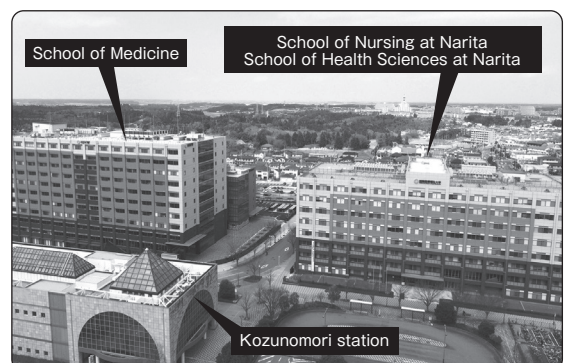 School of Medicine
School of Nursing at Narita
School of Health Sciences at Narita
Kozunomori station